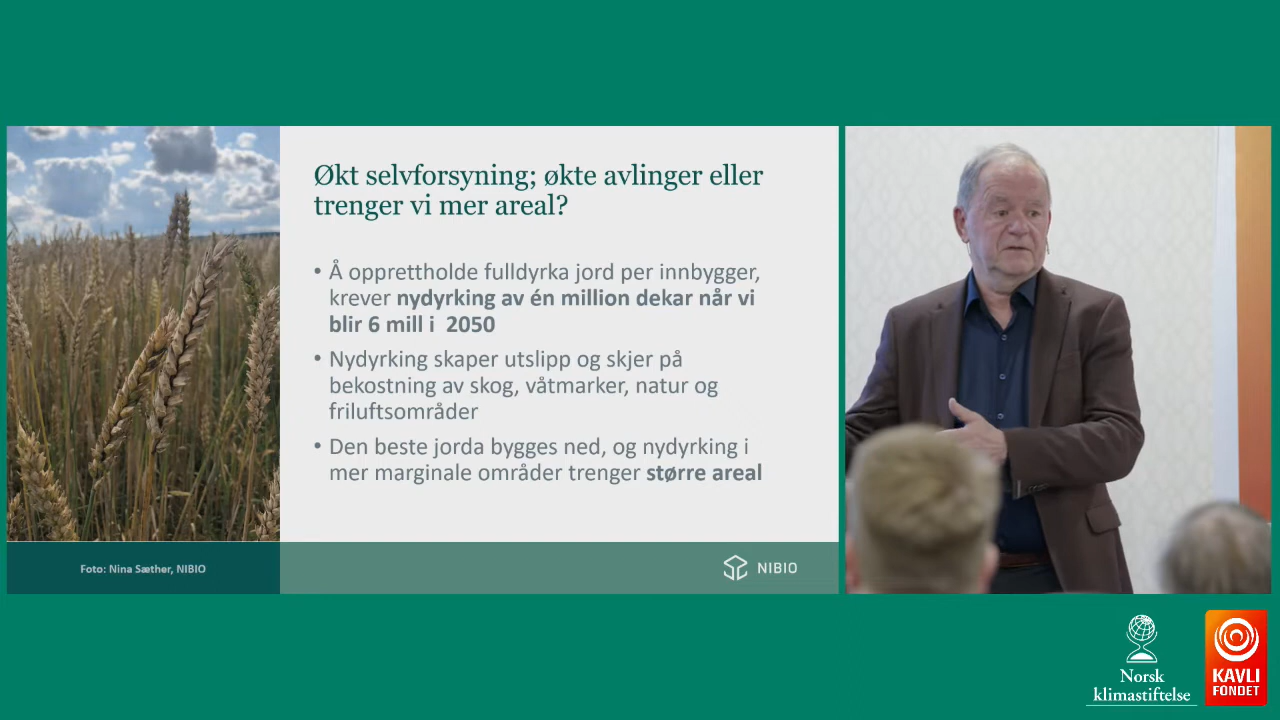 Økt selvforsyning; økte avlinger eller
trenger vi mer areal?
• Å opprettholde fulldyrka jord per innbygger,
krever nydyrking av én million dekar når vi
blir 6 mill i  2050
• Nydyrking skaper utslipp og skjer på
bekostning av skog, våtmarker, natur og
friluftsområder
• Den beste jorda bygges ned, og nydyrking i
mer marginale områder trenger større areal
Foto: Nina Sæther, NIBIO
NIBIO
Norsk
klimastiftelse
KAVLI
FONDET